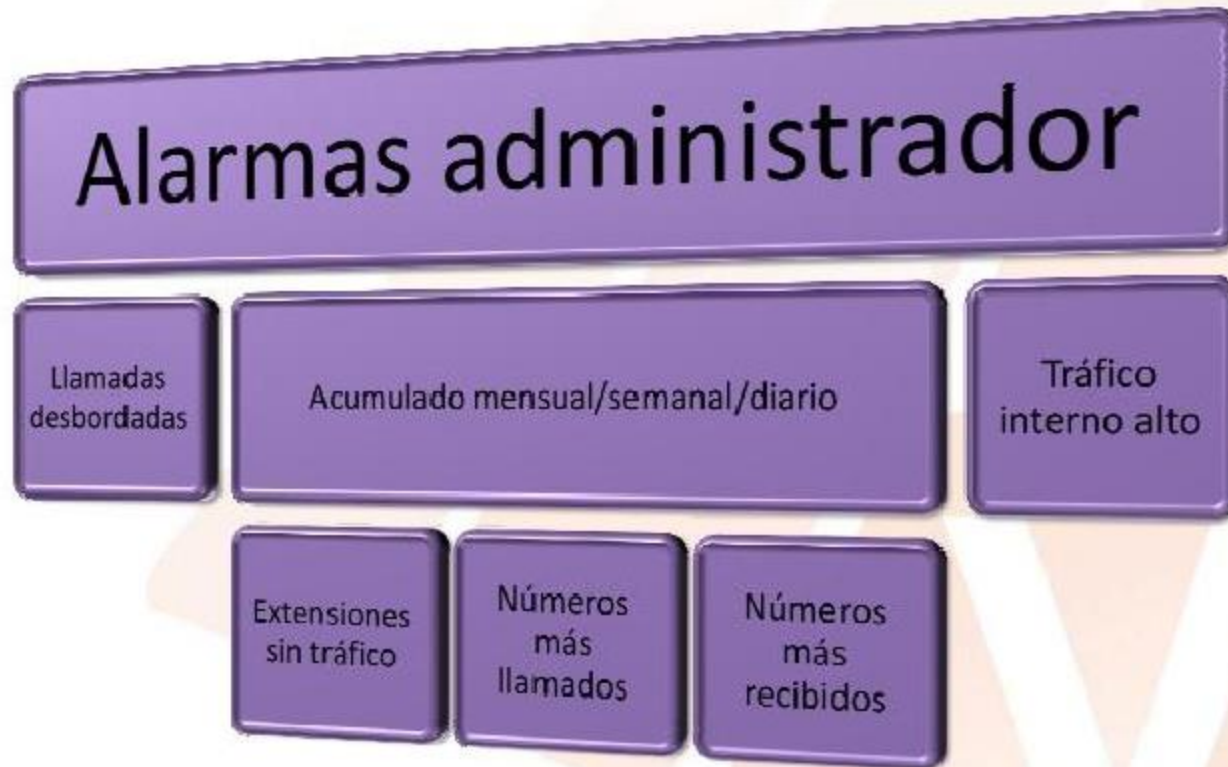 Alarmas administrador
Llamadas
desbordadas
Acumulado mensual/semanal/diario
Tráfico
interno alto
Extensiones
sin tráfico
Números
más
llamados
Números
más
recibidos